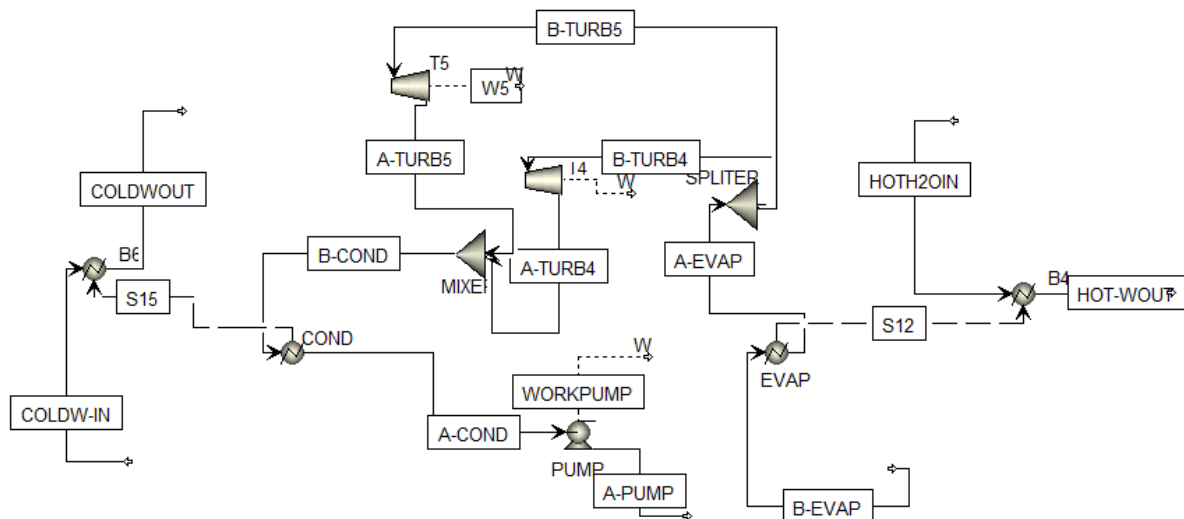 B-TURB5
T5
W
W5
A-TURB5
B-TURB4
T4
W
SPLITER
COLDWOUT
HOTH2OIN
B-COND
MIXER
A-TURB4
A-EVAP
B6
S15
B4
HOT-WOUT
S12
COND
EVAP
W
WORKPUMP
COLDW-IN
A-COND
PUMP
A-PUMP
B-EVAP